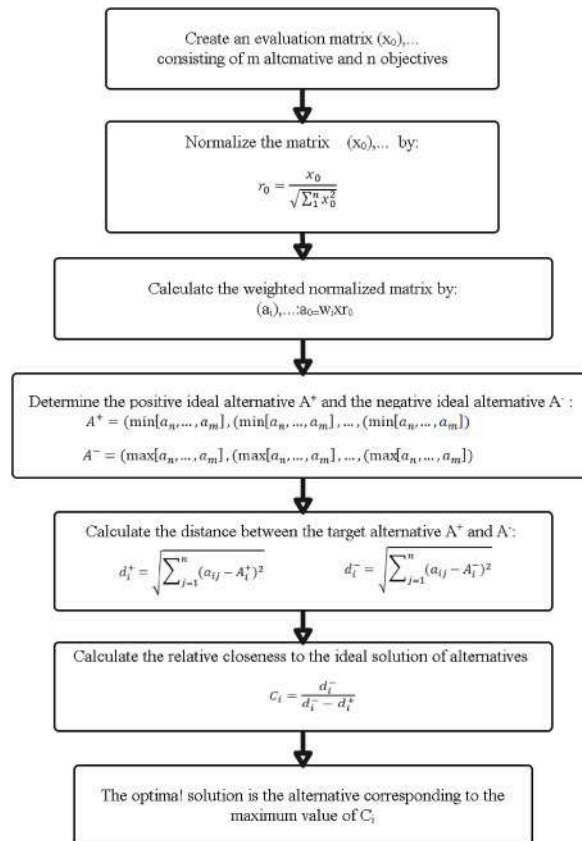 Create an evaluation matrix (x₀),...
consisting of m altcmative and n objectives
Normalize the matrix (x₀),... by:
r₀ = x₀ / √(Σ₁ⁿ x₀²)
Calculate the weighted normalized matrix by:
(aᵢ),...:a₀=wⱼxr₀
Determine the positive ideal alternative A⁺ and the negative ideal alternative A⁻ :
A⁺ = (min[aₙ, ... , aₘ], (min[aₙ, ... , aₘ], ... , (min[aₙ, ... , aₘ])
A⁻ = (max[aₙ, ... , aₘ], (max[aₙ, ... , aₘ], ... , (max[aₙ, ... , aₘ])
Calculate the distance between the target alternative A⁺ and A⁻:
dᵢ⁺ = √(Σⱼ₌₁ⁿ (aᵢⱼ − Aᵢ⁺)²) dᵢ⁻ = √(Σⱼ₌₁ⁿ (aᵢⱼ − Aᵢ⁻)²)
Calculate the relative closeness to the ideal solution of alternatives
Cᵢ = dᵢ⁻ / (dᵢ⁻ − dᵢ⁺)
The optima! solution is the alternative corresponding to the
maximum value of Cᵢ